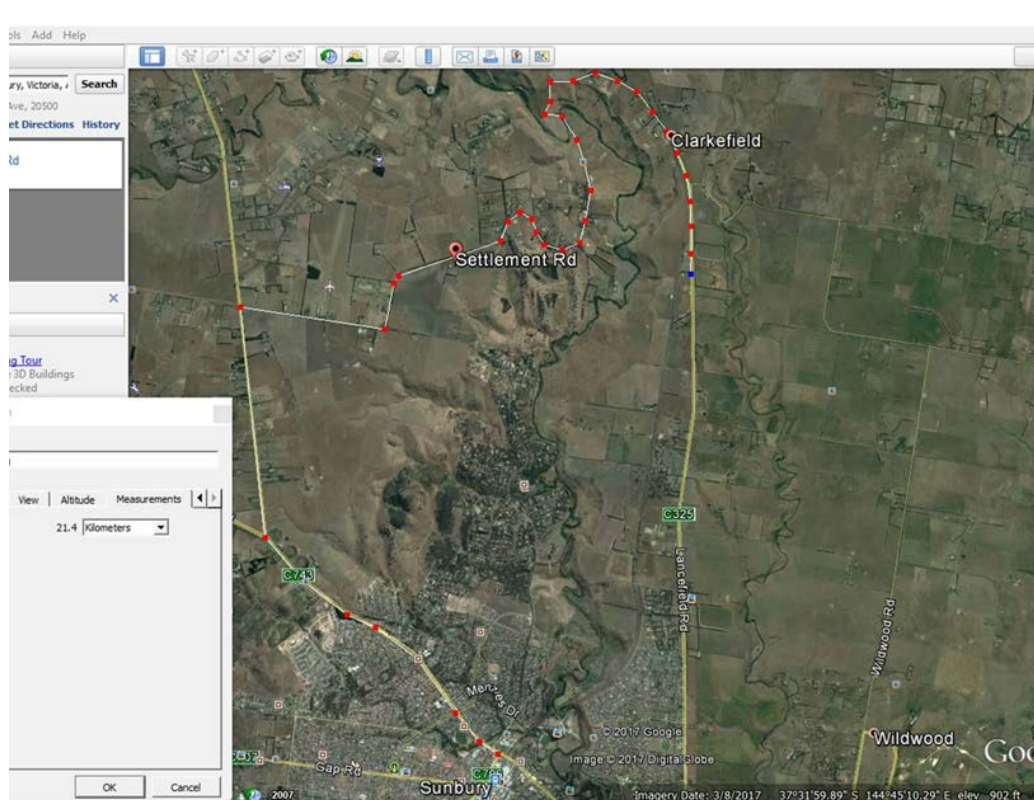 ols Add Help
ury, Victoria, Search
Ave, 20500
et Directions History
Rd
Clarkefield
Settlement Rd
ng Tour
3D Buildings
ecked
View Altitude Measurements
21.4 Kilometers
C325
C743
Lancefield Rd
Wildwood Rd
Menzies Dr
© 2017 Google
Image © 2017 DigitalGlobe
Wildwood
Goo
Gap Rd
Sunbury
OK Cancel
2007
Imagery Date: 3/8/2017 37°31'59.89" S 144°45'10.29" E elev 902 ft